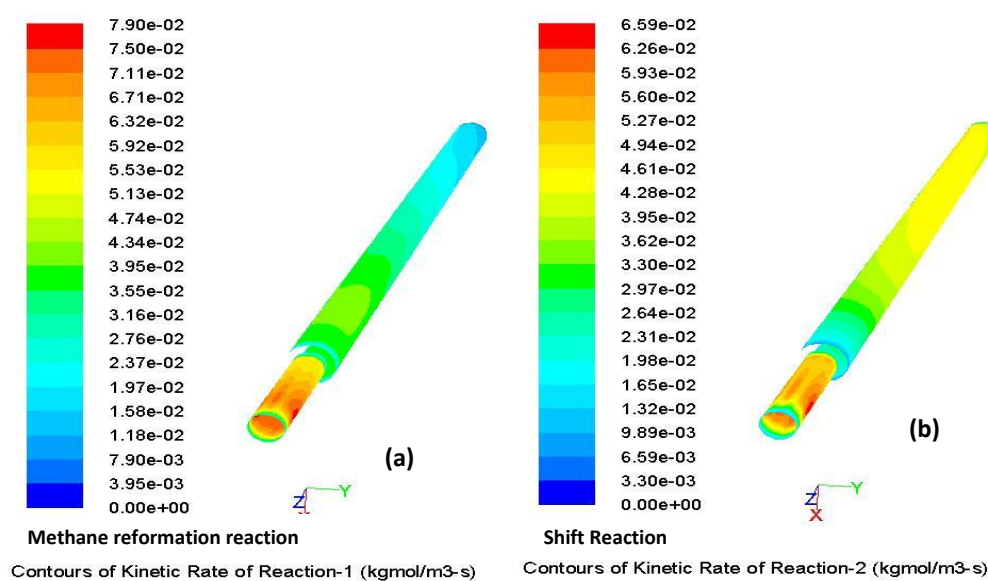 7.90e-02
7.50e-02
7.11e-02
6.71e-02
6.32e-02
5.92e-02
5.53e-02
5.13e-02
4.74e-02
4.34e-02
3.95e-02
3.55e-02
3.16e-02
2.76e-02
2.37e-02
1.97e-02
1.58e-02
1.18e-02
7.90e-03
3.95e-03
0.00e+00
(a)
Z
Y
X
Methane reformation reaction
Contours of Kinetic Rate of Reaction-1 (kgmol/m3-s)
6.59e-02
6.26e-02
5.93e-02
5.60e-02
5.27e-02
4.94e-02
4.61e-02
4.28e-02
3.95e-02
3.62e-02
3.30e-02
2.97e-02
2.64e-02
2.31e-02
1.98e-02
1.65e-02
1.32e-02
9.89e-03
6.59e-03
3.30e-03
0.00e+00
(b)
Z
Y
X
Shift Reaction
Contours of Kinetic Rate of Reaction-2 (kgmol/m3-s)